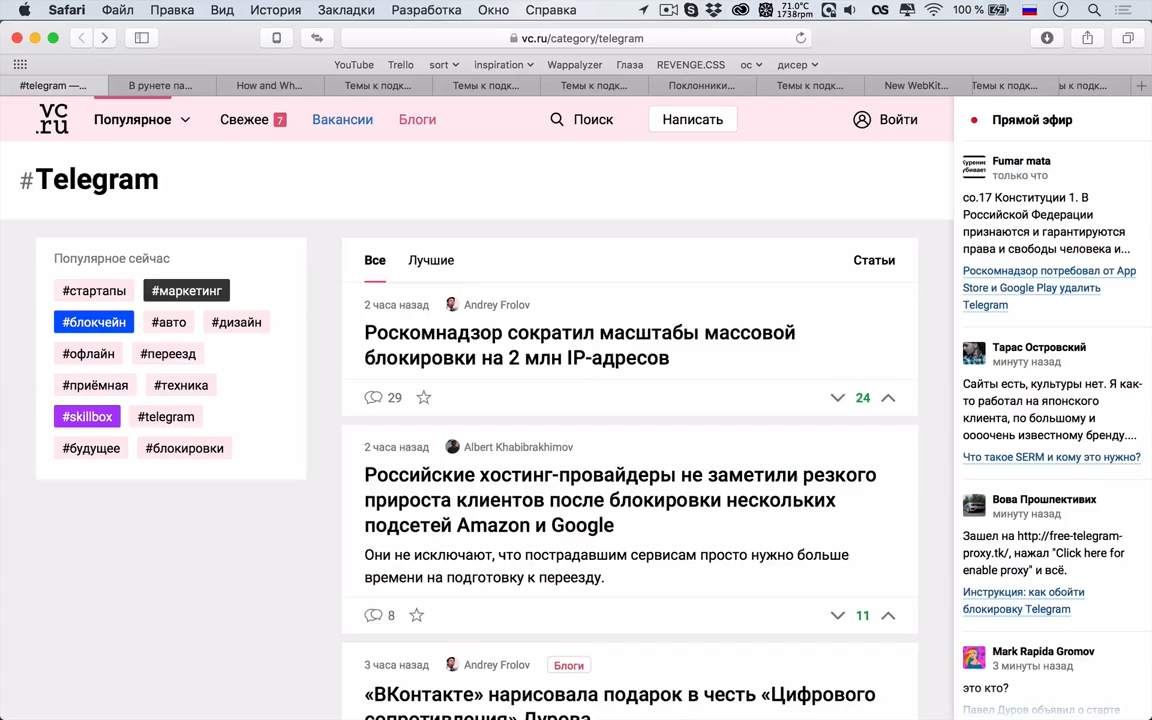 Safari Файл Правка Вид История Закладки Разработка Окно Справка
71.0°C
1738rpm
100 %
vc.ru/category/telegram
YouTube Trello sort inspiration Wappalyzer Глаза REVENGE.CSS ос дисер
#telegram —... В рунете па... How and Wh... Темы к подк... Темы к подк... Темы к подк... Поклонники... Темы к подк... New WebKit... Темы к подк... ы к подк...
vc
.ru
Популярное Свежее 7 Вакансии Блоги Поиск Написать Войти
#Telegram
Популярное сейчас
#стартапы #маркетинг
#блокчейн #авто #дизайн
#офлайн #переезд
#приёмная #техника
#skillbox #telegram
#будущее #блокировки
Все Лучшие Статьи
2 часа назад Andrey Frolov
Роскомнадзор сократил масштабы массовой
блокировки на 2 млн IP-адресов
29 24
2 часа назад Albert Khabibrakhimov
Российские хостинг-провайдеры не заметили резкого
прироста клиентов после блокировки нескольких
подсетей Amazon и Google
Они не исключают, что пострадавшим сервисам просто нужно больше
времени на подготовку к переезду.
8 11
3 часа назад Andrey Frolov Блоги
«ВКонтакте» нарисовала подарок в честь «Цифрового
сопротивления» Дурова
Прямой эфир
Fumar mata
только что
со.17 Конституции 1. В
Российской Федерации
признаются и гарантируются
права и свободы человека и...
Роскомнадзор потребовал от App
Store и Google Play удалить
Telegram
Тарас Островский
минуту назад
Сайты есть, культуры нет. Я как-
то работал на японского
клиента, по большому и
оооочень известному бренду....
Что такое SERM и кому это нужно?
Вова Прошпективих
минуту назад
Зашел на http://free-telegram-
proxy.tk/, нажал "Click here for
enable proxy" и всё.
Инструкция: как обойти
блокировку Telegram
Mark Rapida Gromov
3 минуты назад
это кто?
Павел Дуров объявил о старте